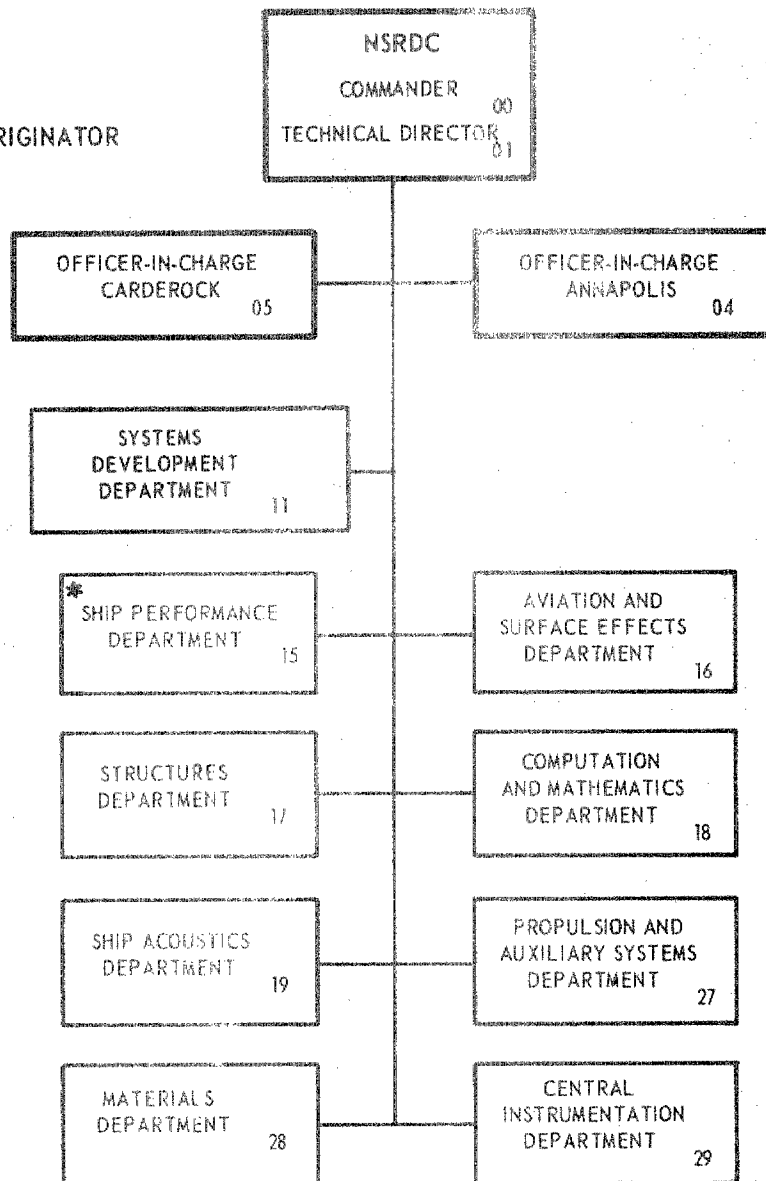 NSRDC
COMMANDER
00
TECHNICAL DIRECTOR
01
RIGINATOR
OFFICER-IN-CHARGE
CARDEROCK
05
OFFICER-IN-CHARGE
ANNAPOLIS
04
SYSTEMS
DEVELOPMENT
DEPARTMENT
11
*
SHIP PERFORMANCE
DEPARTMENT
15
AVIATION AND
SURFACE EFFECTS
DEPARTMENT
16
STRUCTURES
DEPARTMENT
17
COMPUTATION
AND MATHEMATICS
DEPARTMENT
18
SHIP ACOUSTICS
DEPARTMENT
19
PROPULSION AND
AUXILIARY SYSTEMS
DEPARTMENT
27
MATERIALS
DEPARTMENT
28
CENTRAL
INSTRUMENTATION
DEPARTMENT
29